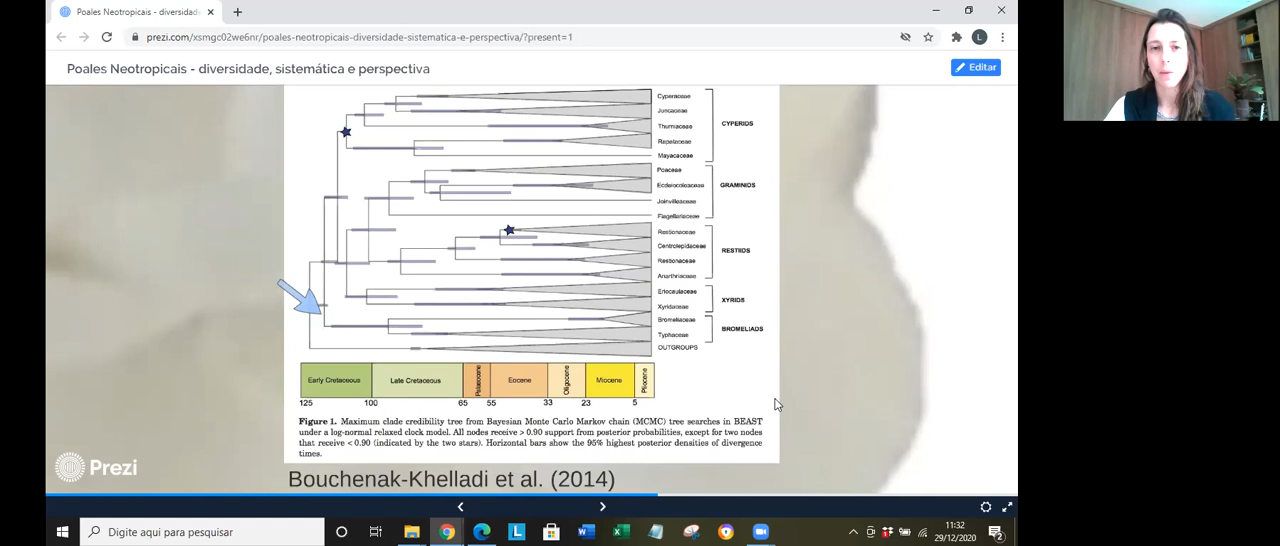 Poales Neotropicais - diversidade
prezi.com/xsmgc02we6nr/poales-neotropicais-diversidade-sistematica-e-perspectiva/?present=1
L
Poales Neotropicais - diversidade, sistemática e perspectiva
Editar
Cyperaceae
Juncaceae
Thurniaceae
Rapateaceae
Mayacaceae
CYPERIDS
Poaceae
Ecdeiocoleaceae
Joinvilleaceae
Flagellariaceae
GRAMINIDS
Restionaceae
Centrolepidaceae
Restionaceae
Anarthriaceae
RESTIIDS
Eriocaulaceae
Xyridaceae
XYRIDS
Bromeliaceae
Typhaceae
BROMELIADS
OUTGROUPS
Early Cretaceous
Late Cretaceous
Palaeocene
Eocene
Oligocene
Miocene
Pliocene
125 100 65 55 33 23 5
Figure 1. Maximum clade credibility tree from Bayesian Monte Carlo Markov chain (MCMC) tree searches in BEAST
under a log-normal relaxed clock model. All nodes receive > 0.90 support from posterior probabilities, except for two nodes
that receive < 0.90 (indicated by the two stars). Horizontal bars show the 95% highest posterior densities of divergence
times.
Prezi
Bouchenak-Khelladi et al. (2014)
Digite aqui para pesquisar
11:32
29/12/2020
2